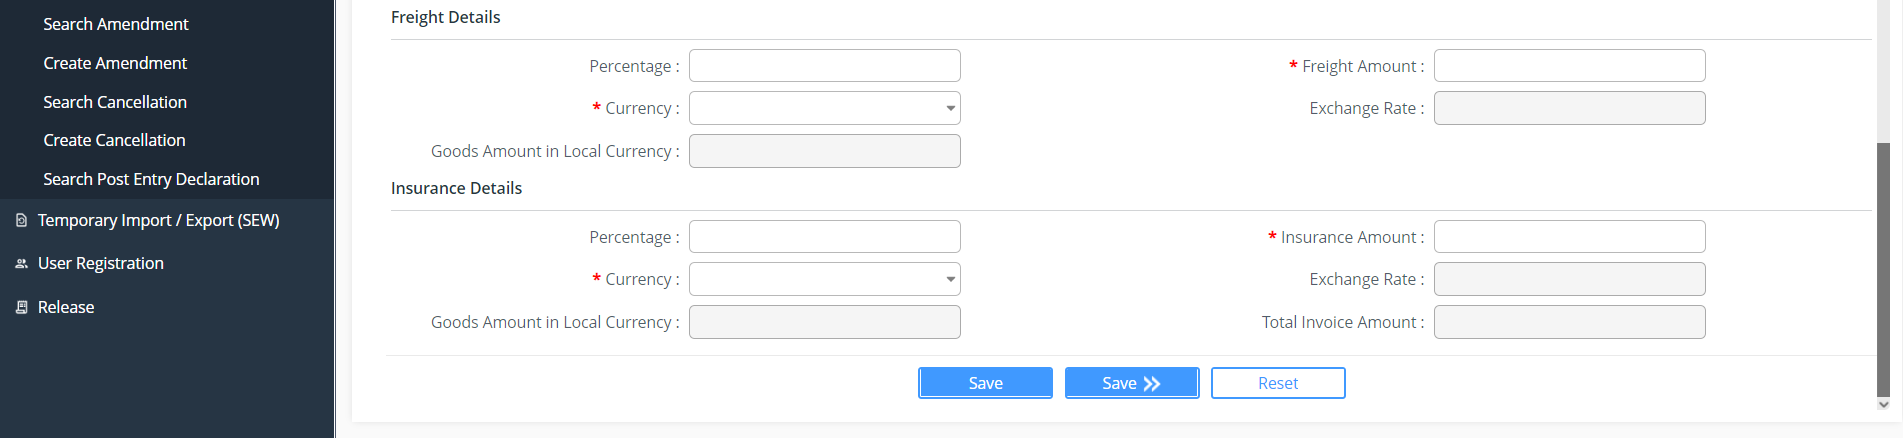 Search Amendment
Create Amendment
Search Cancellation
Create Cancellation
Search Post Entry Declaration
Temporary Import / Export (SEW)
User Registration
Release
Freight Details
Percentage :
* Freight Amount :
* Currency :
Exchange Rate :
Goods Amount in Local Currency :
Insurance Details
Percentage :
* Insurance Amount :
* Currency :
Exchange Rate :
Goods Amount in Local Currency :
Total Invoice Amount :
Save
Save
Reset